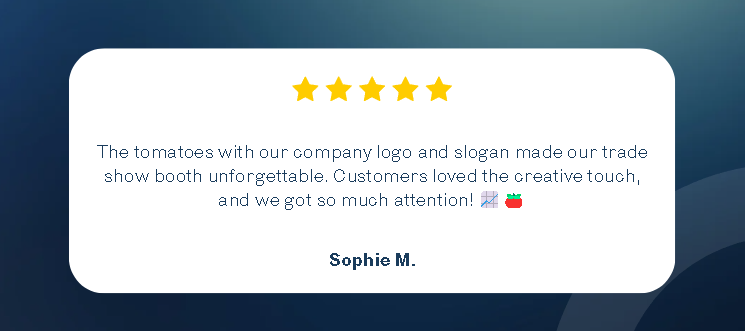 The tomatoes with our company logo and slogan made our trade
show booth unforgettable. Customers loved the creative touch,
and we got so much attention! 📈 🍅
Sophie M.